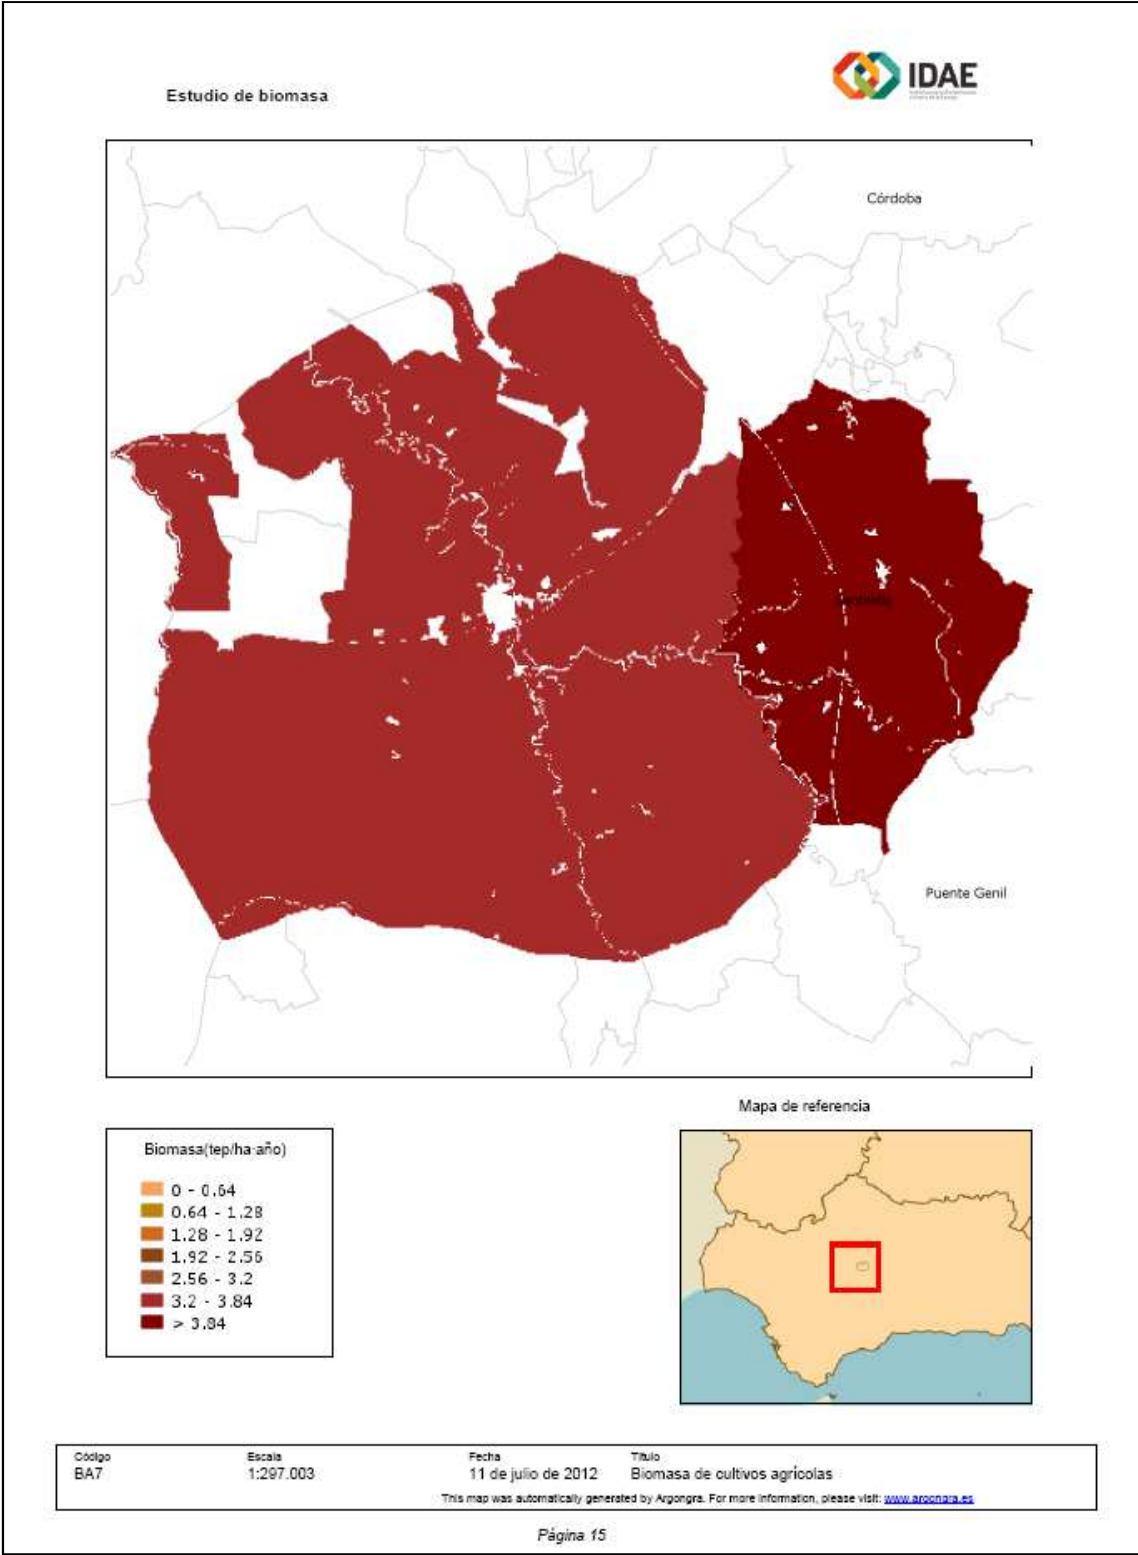 Estudio de biomasa
IDAE
Córdoba
Puente Genil
Mapa de referencia
Biomasa(tep/ha·año)
0 - 0.64
0.64 - 1.28
1.28 - 1.92
1.92 - 2.56
2.56 - 3.2
3.2 - 3.84
> 3.84
Código Escala Fecha Título
BA7 1:297.003 11 de julio de 2012 Biomasa de cultivos agrícolas
This map was automatically generated by Argongra. For more information, please visit: www.argongra.es
Página 15